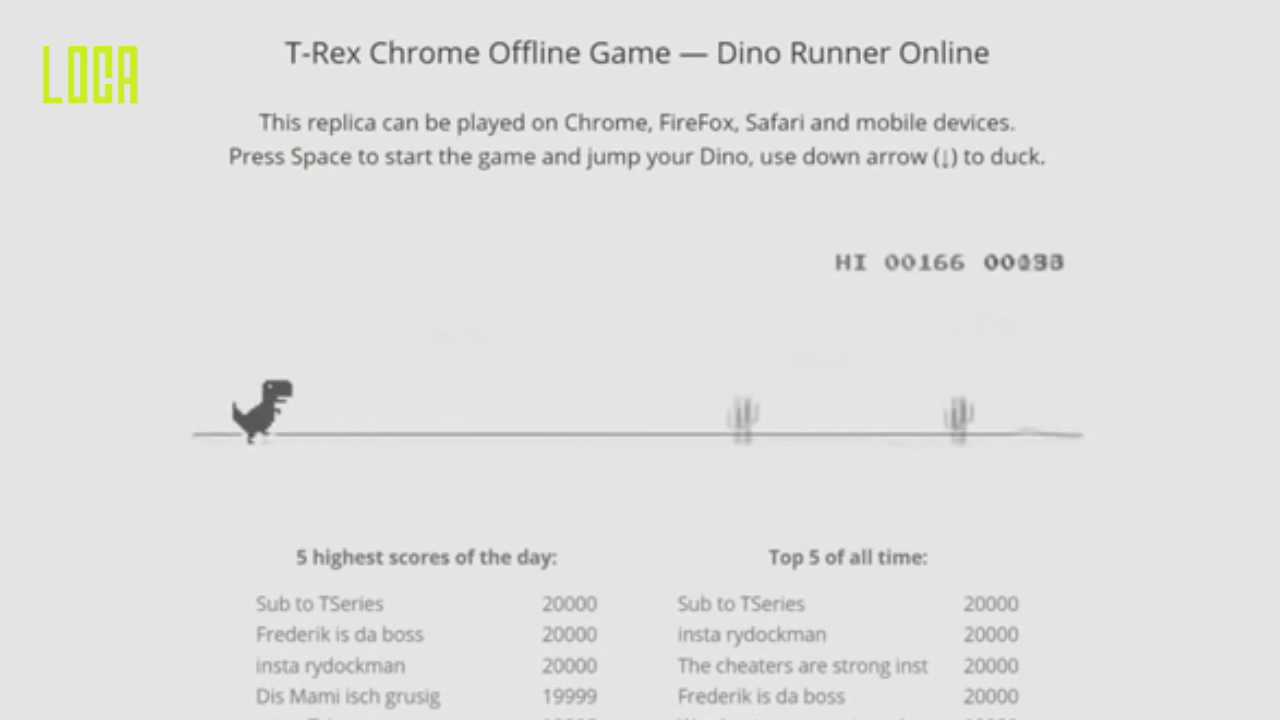 LOCA
T-Rex Chrome Offline Game — Dino Runner Online
This replica can be played on Chrome, FireFox, Safari and mobile devices.
Press Space to start the game and jump your Dino, use down arrow (↓) to duck.
HI 00166
5 highest scores of the day:
Sub to TSeries 20000
Frederik is da boss 20000
insta rydockman 20000
Dis Mami isch grusig 19999
Top 5 of all time:
Sub to TSeries 20000
insta rydockman 20000
The cheaters are strong inst 20000
Frederik is da boss 20000